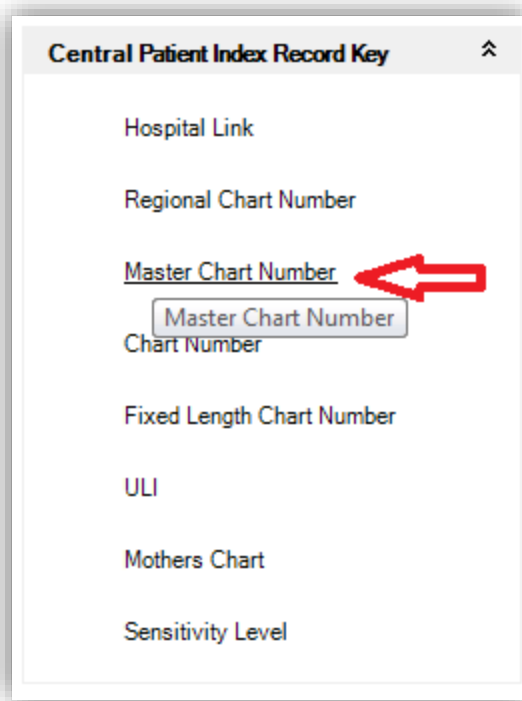 Central Patient Index Record Key
Hospital Link
Regional Chart Number
Master Chart Number
Master Chart Number
Chart Number
Fixed Length Chart Number
ULI
Mothers Chart
Sensitivity Level